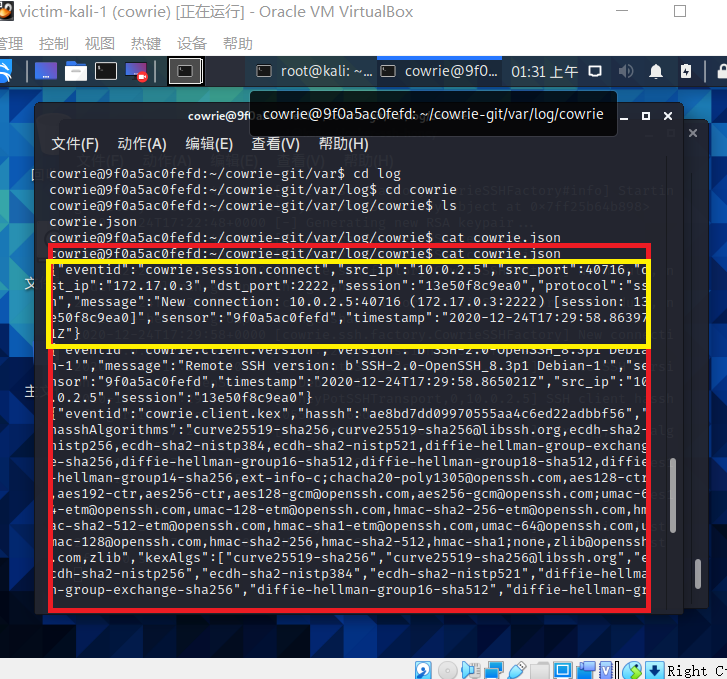 victim-kali-1 (cowrie) [正在运行] - Oracle VM VirtualBox
管理 控制 视图 热键 设备 帮助
root@kali: ~... cowrie@9f0... 01:31 上午
cowrie@9f0a5ac0fefd: ~/cowrie-git/var/log/cowrie
文件(F) 动作(A) 编辑(E) 查看(V) 帮助(H)
cowrie@9f0a5ac0fefd:~/cowrie-git/var$ cd log
cowrie@9f0a5ac0fefd:~/cowrie-git/var/log$ cd cowrie
cowrie@9f0a5ac0fefd:~/cowrie-git/var/log/cowrie$ ls
cowrie.json
cowrie@9f0a5ac0fefd:~/cowrie-git/var/log/cowrie$ cat cowrie.json
cowrie@9f0a5ac0fefd:~/cowrie-git/var/log/cowrie$ cat cowrie.json
{"eventid":"cowrie.session.connect","src_ip":"10.0.2.5","src_port":40716,"d
st_ip":"172.17.0.3","dst_port":2222,"session":"13e50f8c9ea0","protocol":"ss
h","message":"New connection: 10.0.2.5:40716 (172.17.0.3:2222) [session: 13
e50f8c9ea0]","sensor":"9f0a5ac0fefd","timestamp":"2020-12-24T17:29:58.86397
1Z"}
{"eventid":"cowrie.client.version","version":"b'SSH-2.0-OpenSSH_8.3p1 Debia
n-1'","message":"Remote SSH version: b'SSH-2.0-OpenSSH_8.3p1 Debian-1'","se
nsor":"9f0a5ac0fefd","timestamp":"2020-12-24T17:29:58.865021Z","src_ip":"10
.0.2.5","session":"13e50f8c9ea0"}
{"eventid":"cowrie.client.kex","hassh":"ae8bd7dd09970555aa4c6ed22adbbf56","
hasshAlgorithms":"curve25519-sha256,curve25519-sha256@libssh.org,ecdh-sha2-
nistp256,ecdh-sha2-nistp384,ecdh-sha2-nistp521,diffie-hellman-group-exchang
e-sha256,diffie-hellman-group16-sha512,diffie-hellman-group18-sha512,diffie
-hellman-group14-sha256,ext-info-c;chacha20-poly1305@openssh.com,aes128-ctr
,aes192-ctr,aes256-ctr,aes128-gcm@openssh.com,aes256-gcm@openssh.com;umac-6
4-etm@openssh.com,umac-128-etm@openssh.com,hmac-sha2-256-etm@openssh.com,hm
ac-sha2-512-etm@openssh.com,hmac-sha1-etm@openssh.com,umac-64@openssh.com,u
mac-128@openssh.com,hmac-sha2-256,hmac-sha2-512,hmac-sha1;none,zlib@openssh
.com,zlib","kexAlgs":["curve25519-sha256","curve25519-sha256@libssh.org","e
cdh-sha2-nistp256","ecdh-sha2-nistp384","ecdh-sha2-nistp521","diffie-hellma
n-group-exchange-sha256","diffie-hellman-group16-sha512","diffie-hellman-gr
Right C